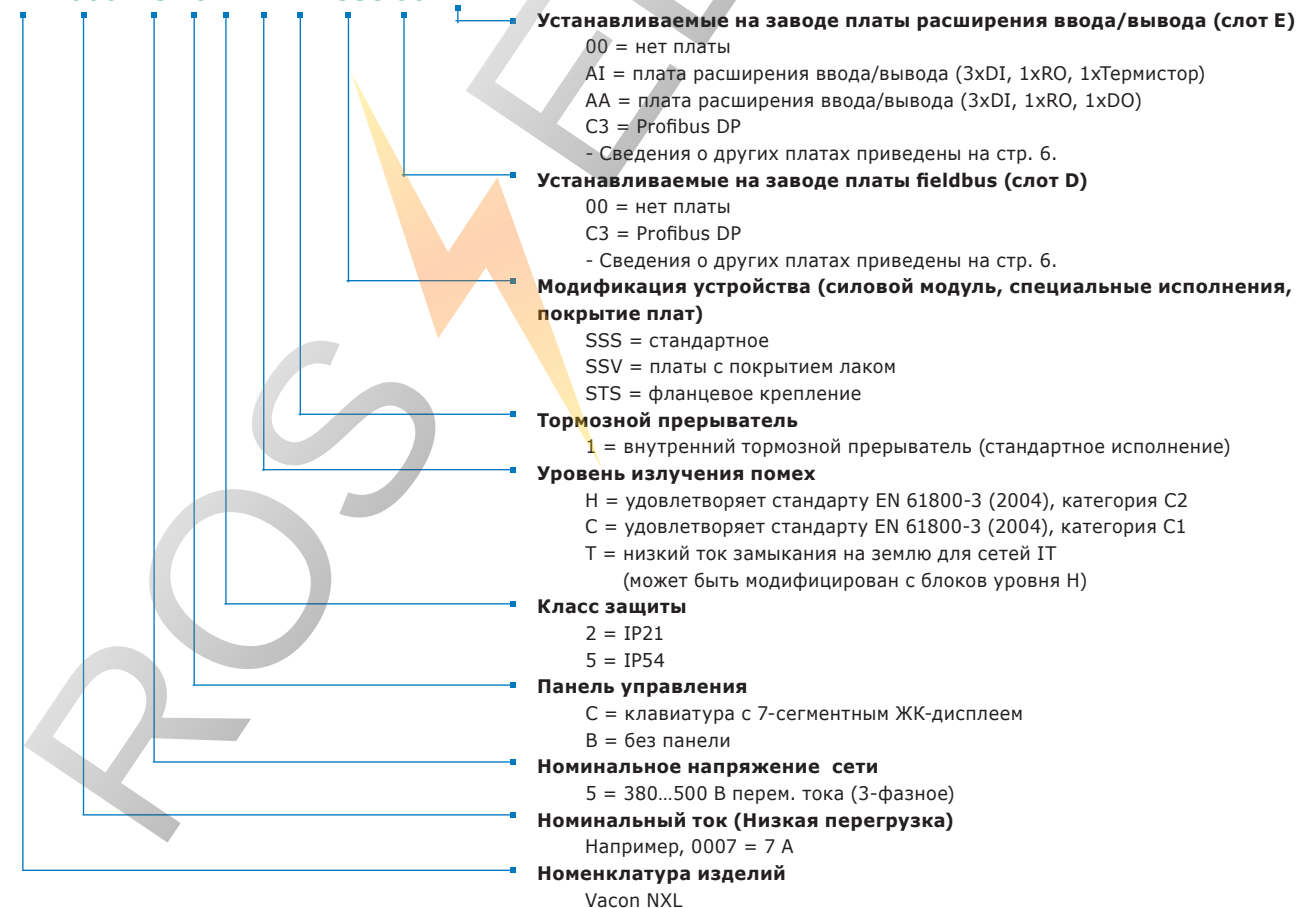 Устанавливаемые на заводе платы расширения ввода/вывода (слот E)
00 = нет платы
AI = плата расширения ввода/вывода (3xDI, 1xRO, 1xТермистор)
AA = плата расширения ввода/вывода (3xDI, 1xRO, 1xDO)
C3 = Profibus DP
- Сведения о других платах приведены на стр. 6.
Устанавливаемые на заводе платы fieldbus (слот D)
00 = нет платы
C3 = Profibus DP
- Сведения о других платах приведены на стр. 6.
Модификация устройства (силовой модуль, специальные исполнения,
покрытие плат)
SSS = стандартное
SSV = платы с покрытием лаком
STS = фланцевое крепление
Тормозной прерыватель
1 = внутренний тормозной прерыватель (стандартное исполнение)
Уровень излучения помех
H = удовлетворяет стандарту EN 61800-3 (2004), категория C2
C = удовлетворяет стандарту EN 61800-3 (2004), категория C1
T = низкий ток замыкания на землю для сетей IT
(может быть модифицирован с блоков уровня H)
Класс защиты
2 = IP21
5 = IP54
Панель управления
C = клавиатура с 7-сегментным ЖК-дисплеем
B = без панели
Номинальное напряжение сети
5 = 380...500 В перем. тока (3-фазное)
Номинальный ток (Низкая перегрузка)
Например, 0007 = 7 A
Номенклатура изделий
Vacon NXL
ROS